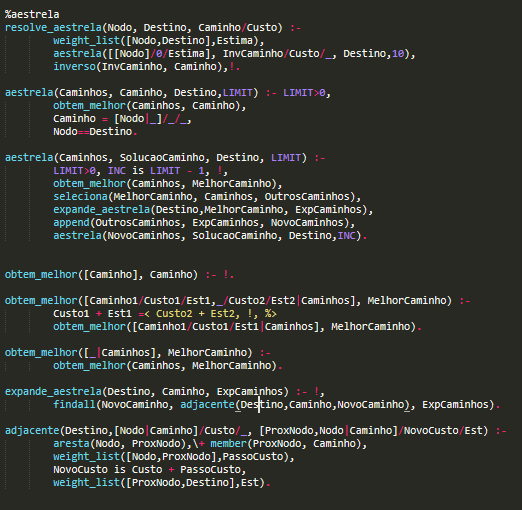 %aestrela
resolve_aestrela(Nodo, Destino, Caminho/Custo) :-
weight_list([Nodo,Destino],Estima),
aestrela([[Nodo]/0/Estima], InvCaminho/Custo/_, Destino,10),
inverso(InvCaminho, Caminho),!.
aestrela(Caminhos, Caminho, Destino,LIMIT) :- LIMIT>0,
obtem_melhor(Caminhos, Caminho),
Caminho = [Nodo|_]/_/_,
Nodo==Destino.
aestrela(Caminhos, SolucaoCaminho, Destino, LIMIT) :-
LIMIT>0, INC is LIMIT - 1, !,
obtem_melhor(Caminhos, MelhorCaminho),
seleciona(MelhorCaminho, Caminhos, OutrosCaminhos),
expande_aestrela(Destino,MelhorCaminho, ExpCaminhos),
append(OutrosCaminhos, ExpCaminhos, NovoCaminhos),
aestrela(NovoCaminhos, SolucaoCaminho, Destino,INC).
obtem_melhor([Caminho], Caminho) :- !.
obtem_melhor([Caminho1/Custo1/Est1,_/Custo2/Est2|Caminhos], MelhorCaminho) :-
Custo1 + Est1 =< Custo2 + Est2, !, %>
obtem_melhor([Caminho1/Custo1/Est1|Caminhos], MelhorCaminho).
obtem_melhor([_|Caminhos], MelhorCaminho) :-
obtem_melhor(Caminhos, MelhorCaminho).
expande_aestrela(Destino, Caminho, ExpCaminhos) :- !,
findall(NovoCaminho, adjacente(Destino,Caminho,NovoCaminho), ExpCaminhos).
adjacente(Destino,[Nodo|Caminho]/Custo/_, [ProxNodo,Nodo|Caminho]/NovoCusto/Est) :-
aresta(Nodo, ProxNodo),\+ member(ProxNodo, Caminho),
weight_list([Nodo,ProxNodo],PassoCusto),
NovoCusto is Custo + PassoCusto,
weight_list([ProxNodo,Destino],Est).